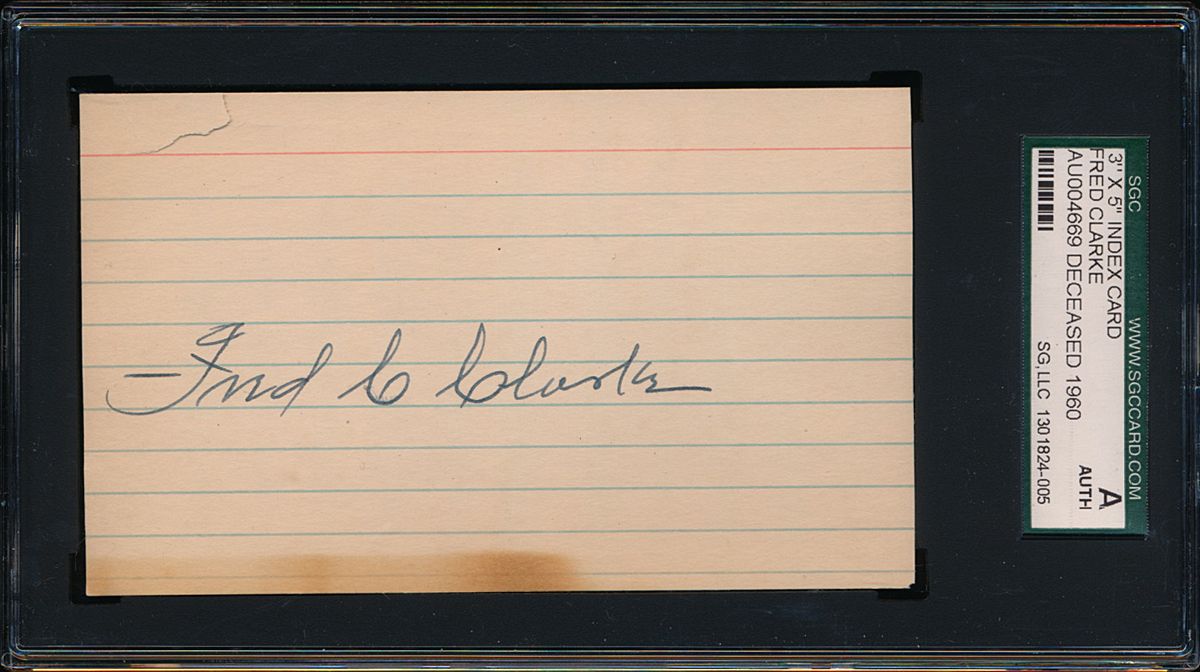 Fred C Clarke
SGC WWW.SGCCARD.COM
3" X 5" INDEX CARD
FRED CLARKE
AU004669 DECEASED 1960
A
AUTH
SG, LLC 1301824-005